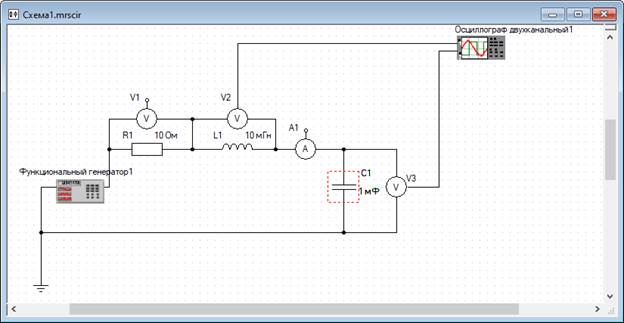 Схема1.mrscir
Осциллограф двухканальный1
V1
V2
V
V
R1
10 Ом
L1
10 мГн
A1
A
Функциональный генератор1
C1
1 мФ
V3
V